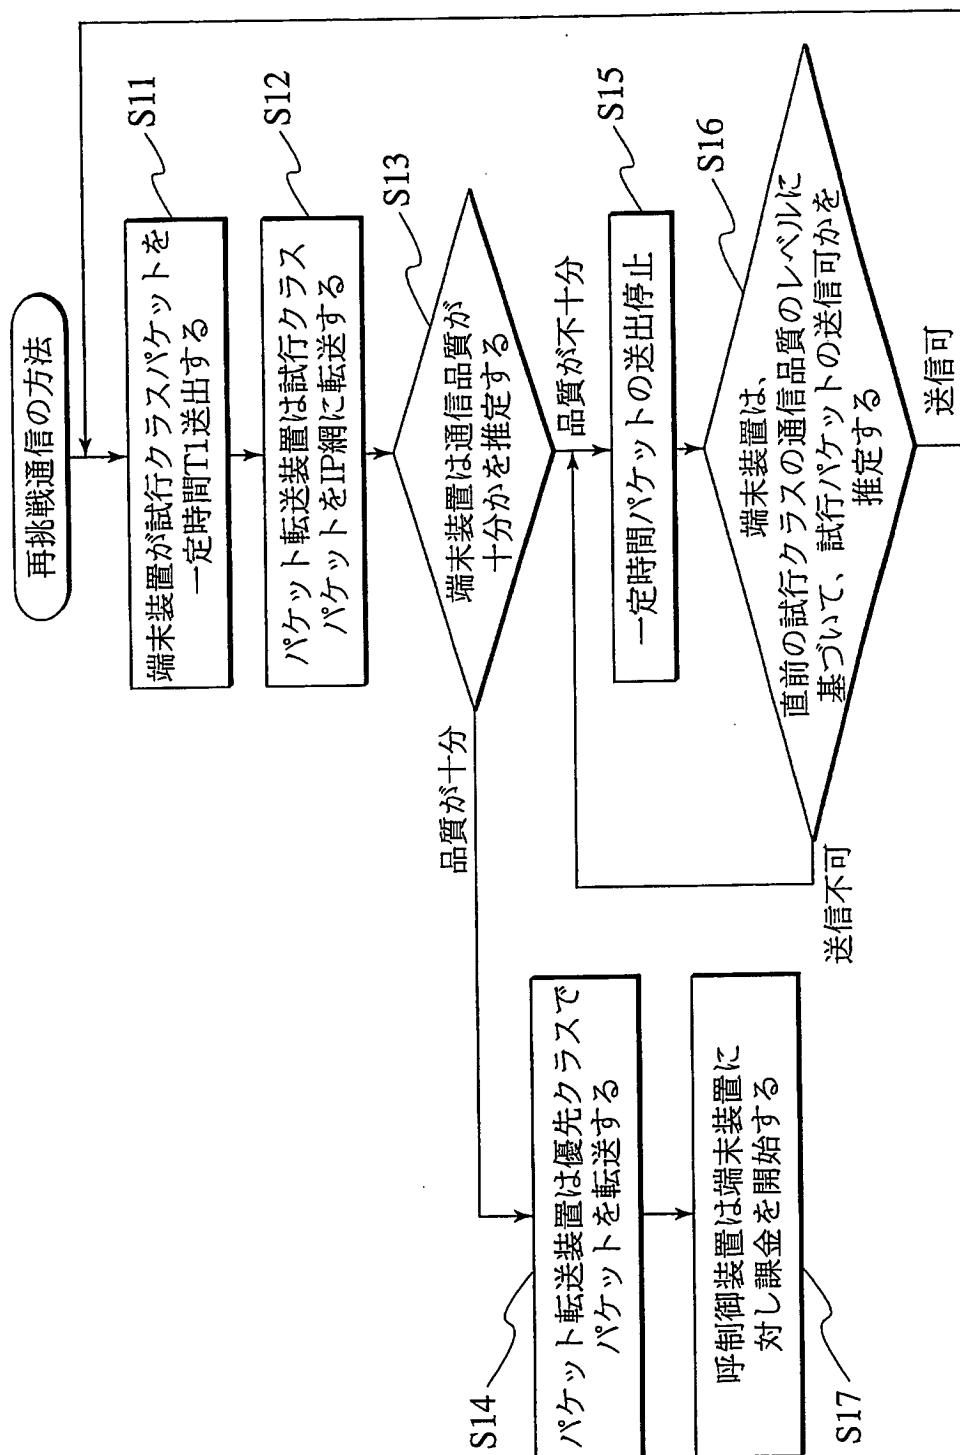 再挑戦通信の方法
S11
端末装置が試行クラスパケットを
一定時間T1送出する
S12
パケット転送装置は試行クラス
パケットをIP網に転送する
S13
端末装置は通信品質が
十分かを推定する
品質が十分
品質が不十分
S14
パケット転送装置は優先クラスで
パケットを転送する
S15
一定時間パケットの送出停止
S16
端末装置は、
直前の試行クラスの通信品質のレベルに
基づいて、試行パケットの送信可かを
推定する
送信不可
送信可
S17
呼制御装置は端末装置に
対し課金を開始する